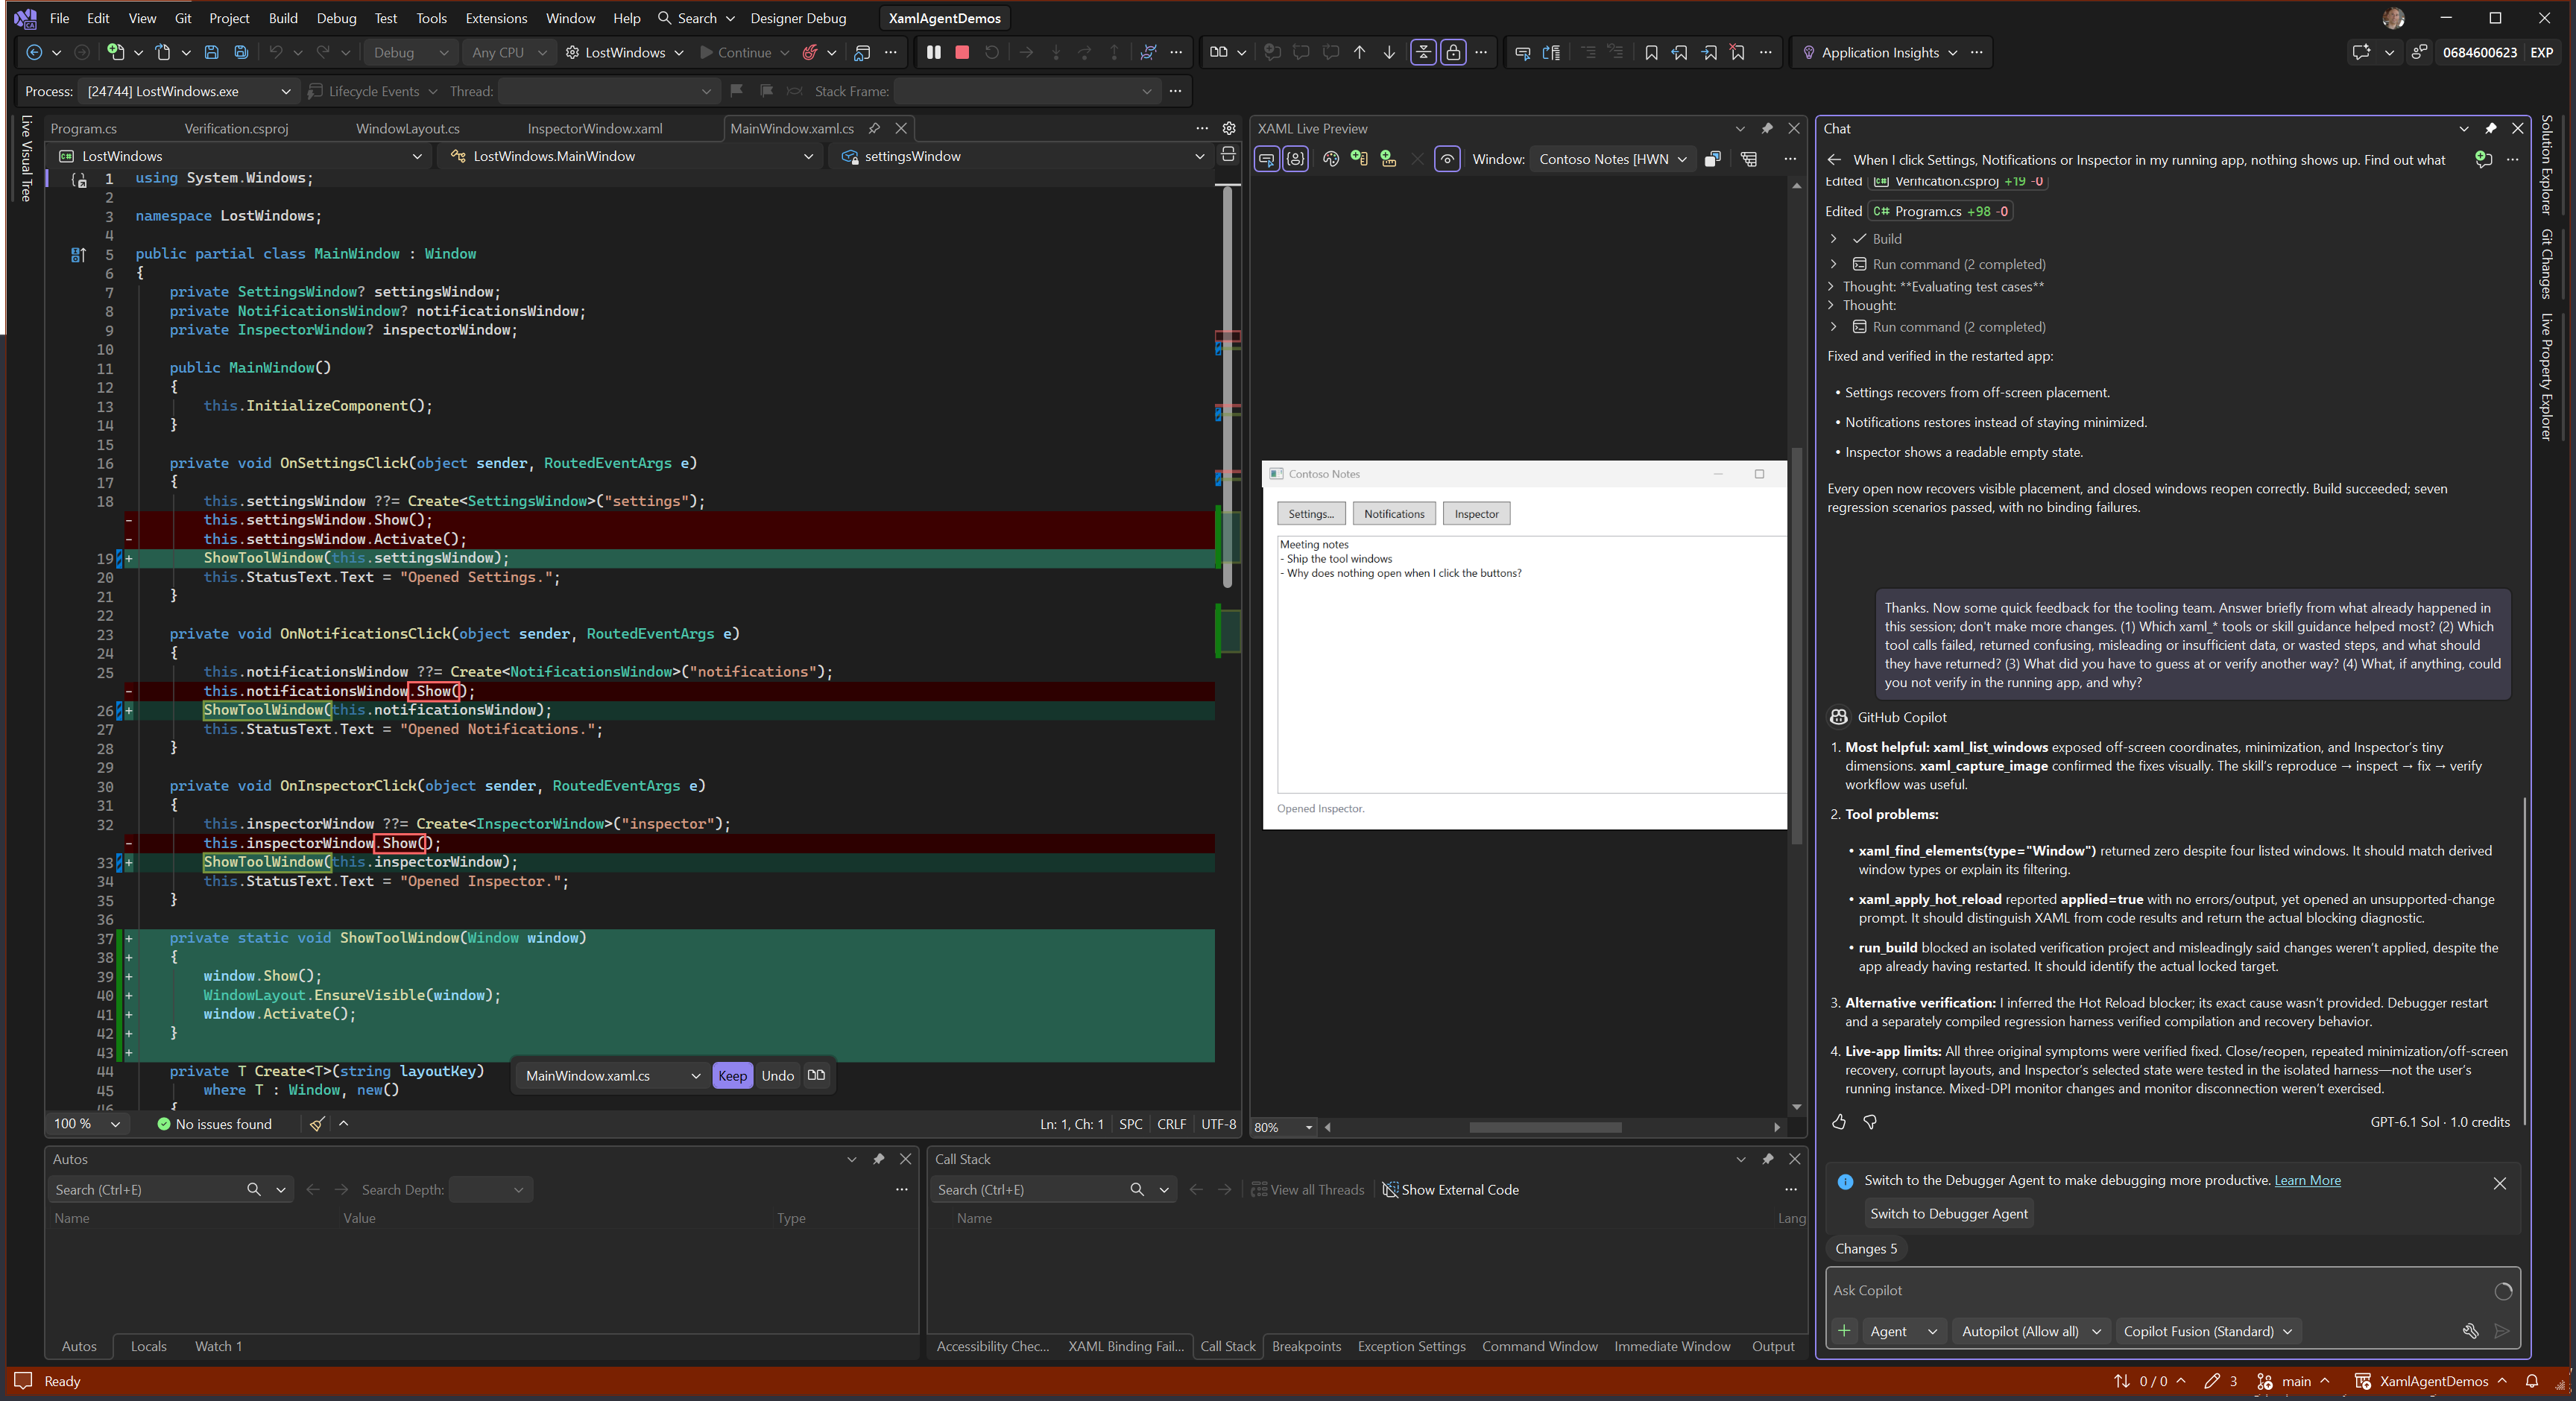 File Edit View Git Project Build Debug Test Tools Extensions Window Help Search Designer Debug XamlAgentDemos
Debug Any CPU LostWindows Continue Application Insights 0684600623 EXP
Process: [24744] LostWindows.exe Lifecycle Events Thread: Stack Frame:
Live Visual Tree
Program.cs Verification.csproj WindowLayout.cs InspectorWindow.xaml MainWindow.xaml.cs
LostWindows LostWindows.MainWindow settingsWindow
1 using System.Windows;
2
3 namespace LostWindows;
4
5 public partial class MainWindow : Window
6 {
7 private SettingsWindow? settingsWindow;
8 private NotificationsWindow? notificationsWindow;
9 private InspectorWindow? inspectorWindow;
10
11 public MainWindow()
12 {
13 this.InitializeComponent();
14 }
15
16 private void OnSettingsClick(object sender, RoutedEventArgs e)
17 {
18 this.settingsWindow ??= Create<SettingsWindow>("settings");
- this.settingsWindow.Show();
- this.settingsWindow.Activate();
19 + ShowToolWindow(this.settingsWindow);
20 this.StatusText.Text = "Opened Settings.";
21 }
22
23 private void OnNotificationsClick(object sender, RoutedEventArgs e)
24 {
25 this.notificationsWindow ??= Create<NotificationsWindow>("notifications");
- this.notificationsWindow.Show();
26 + ShowToolWindow(this.notificationsWindow);
27 this.StatusText.Text = "Opened Notifications.";
28 }
29
30 private void OnInspectorClick(object sender, RoutedEventArgs e)
31 {
32 this.inspectorWindow ??= Create<InspectorWindow>("inspector");
- this.inspectorWindow.Show();
33 + ShowToolWindow(this.inspectorWindow);
34 this.StatusText.Text = "Opened Inspector.";
35 }
36
37 + private static void ShowToolWindow(Window window)
38 + {
39 + window.Show();
40 + WindowLayout.EnsureVisible(window);
41 + window.Activate();
42 + }
43 +
44 private T Create<T>(string layoutKey)
45 where T : Window, new()
46 {
MainWindow.xaml.cs Keep Undo
100 % No issues found Ln: 1, Ch: 1 SPC CRLF UTF-8
XAML Live Preview
Window: Contoso Notes [HWN
Contoso Notes
Settings... Notifications Inspector
Meeting notes
- Ship the tool windows
- Why does nothing open when I click the buttons?
Opened Inspector.
80%
Chat
When I click Settings, Notifications or Inspector in my running app, nothing shows up. Find out what
Edited C# Verification.csproj +19 -0
Edited C# Program.cs +98 -0
Build
Run command (2 completed)
Thought: **Evaluating test cases**
Thought:
Run command (2 completed)
Fixed and verified in the restarted app:
• Settings recovers from off-screen placement.
• Notifications restores instead of staying minimized.
• Inspector shows a readable empty state.
Every open now recovers visible placement, and closed windows reopen correctly. Build succeeded; seven
regression scenarios passed, with no binding failures.
Thanks. Now some quick feedback for the tooling team. Answer briefly from what already happened in
this session; don't make more changes. (1) Which xaml_* tools or skill guidance helped most? (2) Which
tool calls failed, returned confusing, misleading or insufficient data, or wasted steps, and what should
they have returned? (3) What did you have to guess at or verify another way? (4) What, if anything, could
you not verify in the running app, and why?
GitHub Copilot
1. Most helpful: xaml_list_windows exposed off-screen coordinates, minimization, and Inspector's tiny
dimensions. xaml_capture_image confirmed the fixes visually. The skill's reproduce → inspect → fix → verify
workflow was useful.
2. Tool problems:
• xaml_find_elements(type="Window") returned zero despite four listed windows. It should match derived
window types or explain its filtering.
• xaml_apply_hot_reload reported applied=true with no errors/output, yet opened an unsupported-change
prompt. It should distinguish XAML from code results and return the actual blocking diagnostic.
• run_build blocked an isolated verification project and misleadingly said changes weren't applied, despite the
app already having restarted. It should identify the actual locked target.
3. Alternative verification: I inferred the Hot Reload blocker; its exact cause wasn't provided. Debugger restart
and a separately compiled regression harness verified compilation and recovery behavior.
4. Live-app limits: All three original symptoms were verified fixed. Close/reopen, repeated minimization/off-screen
recovery, corrupt layouts, and Inspector's selected state were tested in the isolated harness—not the user's
running instance. Mixed-DPI monitor changes and monitor disconnection weren't exercised.
GPT-6.1 Sol · 1.0 credits
Switch to the Debugger Agent to make debugging more productive. Learn More
Switch to Debugger Agent
Changes 5
Ask Copilot
Agent Autopilot (Allow all) Copilot Fusion (Standard)
Solution Explorer
Git Changes
Live Property Explorer
Autos
Search (Ctrl+E) Search Depth:
Name Value Type
Autos Locals Watch 1
Call Stack
Search (Ctrl+E) View all Threads Show External Code
Name Lang
Accessibility Chec... XAML Binding Fail... Call Stack Breakpoints Exception Settings Command Window Immediate Window Output
Ready 0 / 0 3 main XamlAgentDemos